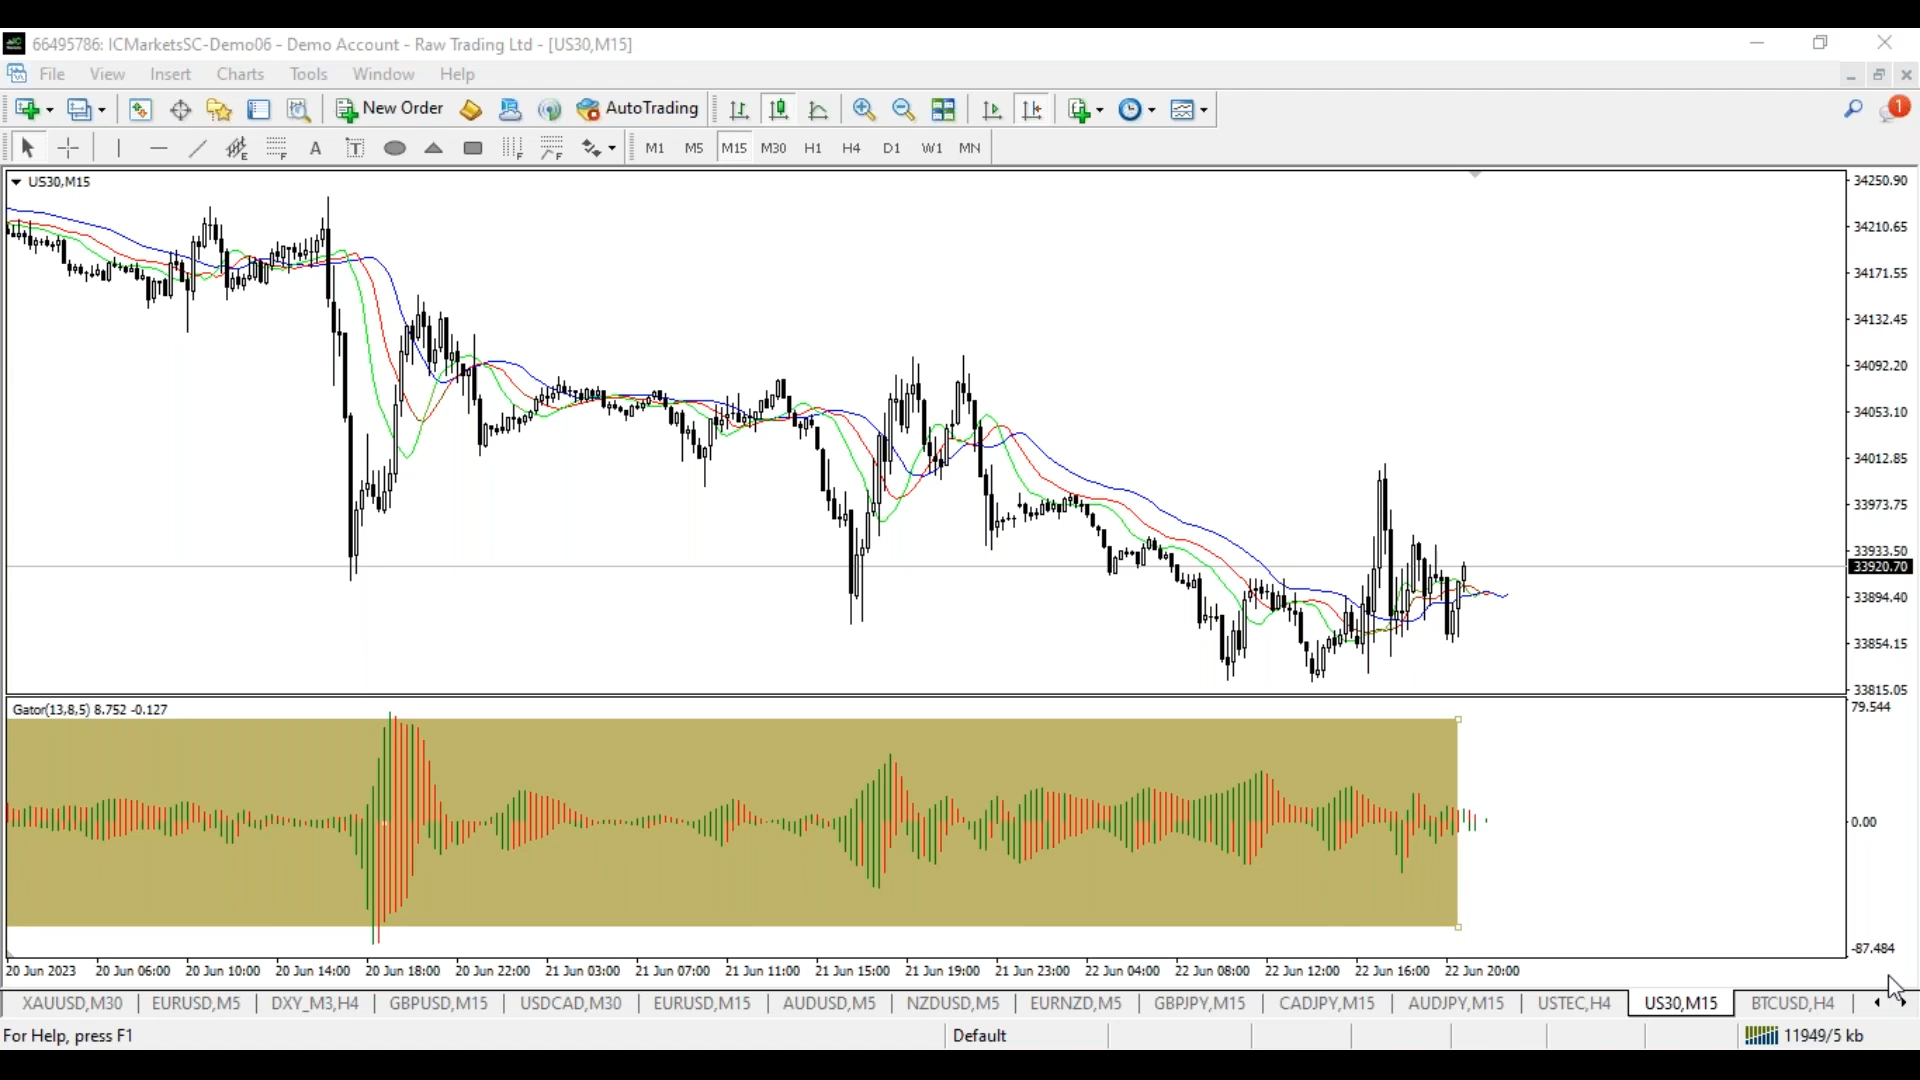 66495786: ICMarketsSC-Demo06 - Demo Account - Raw Trading Ltd - [US30,M15]
File View Insert Charts Tools Window Help
New Order AutoTrading 1
E F A T F F M1 M5 M15 M30 H1 H4 D1 W1 MN
US30,M15
34250.90
34210.65
34171.55
34132.45
34092.20
34053.10
34012.85
33973.75
33933.50
33920.70
33894.40
33854.15
33815.05
Gator(13,8,5) 8.752 -0.127
79.544
0.00
-87.484
20 Jun 2023 20 Jun 06:00 20 Jun 10:00 20 Jun 14:00 20 Jun 18:00 20 Jun 22:00 21 Jun 03:00 21 Jun 07:00 21 Jun 11:00 21 Jun 15:00 21 Jun 19:00 21 Jun 23:00 22 Jun 04:00 22 Jun 08:00 22 Jun 12:00 22 Jun 16:00 22 Jun 20:00
XAUUSD,M30 EURUSD,M5 DXY_M3,H4 GBPUSD,M15 USDCAD,M30 EURUSD,M15 AUDUSD,M5 NZDUSD,M5 EURNZD,M5 GBPJPY,M15 CADJPY,M15 AUDJPY,M15 USTEC,H4 US30,M15 BTCUSD,H4
For Help, press F1 Default 11949/5 kb